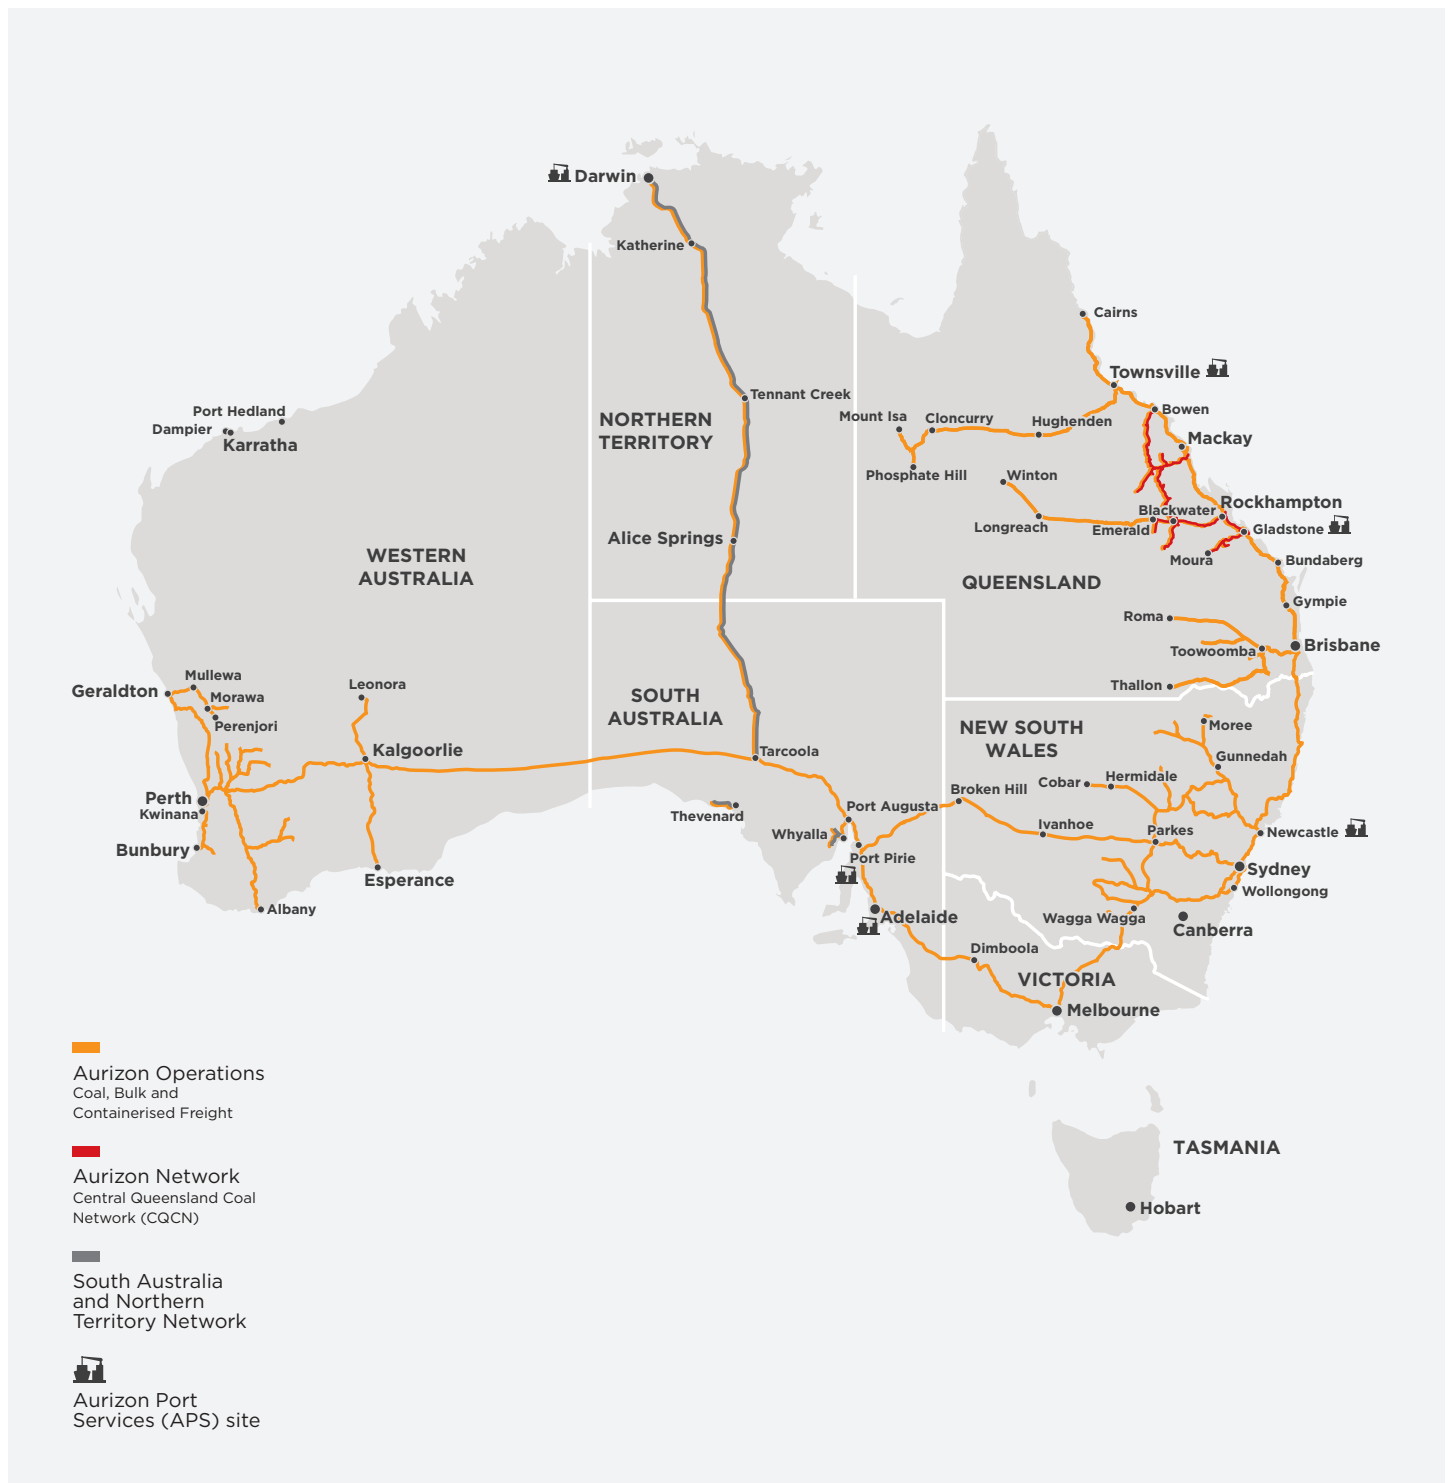 Darwin
Katherine
Cairns
Townsville
Tennant Creek
Port Hedland
Dampier
Karratha
NORTHERN
TERRITORY
Mount Isa
Cloncurry
Hughenden
Bowen
Mackay
Phosphate Hill
Winton
Rockhampton
Blackwater
Longreach
Emerald
Gladstone
Alice Springs
Moura
Bundaberg
WESTERN
AUSTRALIA
QUEENSLAND
Gympie
Roma
Brisbane
Toowoomba
Thallon
Mullewa
Geraldton
Morawa
Perenjori
Leonora
SOUTH
AUSTRALIA
Kalgoorlie
Tarcoola
NEW SOUTH
WALES
Moree
Gunnedah
Cobar
Hermidale
Broken Hill
Perth
Kwinana
Thevenard
Port Augusta
Whyalla
Ivanhoe
Parkes
Newcastle
Bunbury
Port Pirie
Sydney
Esperance
Wollongong
Albany
Adelaide
Wagga Wagga
Canberra
Dimboola
VICTORIA
Melbourne
Aurizon Operations
Coal, Bulk and
Containerised Freight
TASMANIA
Aurizon Network
Central Queensland Coal
Network (CQCN)
Hobart
South Australia
and Northern
Territory Network
Aurizon Port
Services (APS) site